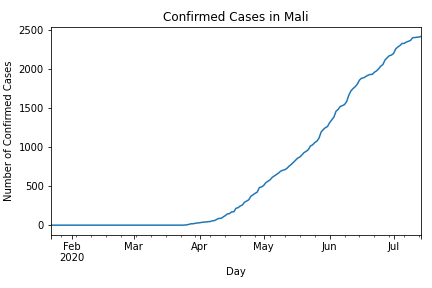 Confirmed Cases in Mali
Number of Confirmed Cases
2500
2000
1500
1000
500
0
Feb Mar Apr May Jun Jul
2020
Day